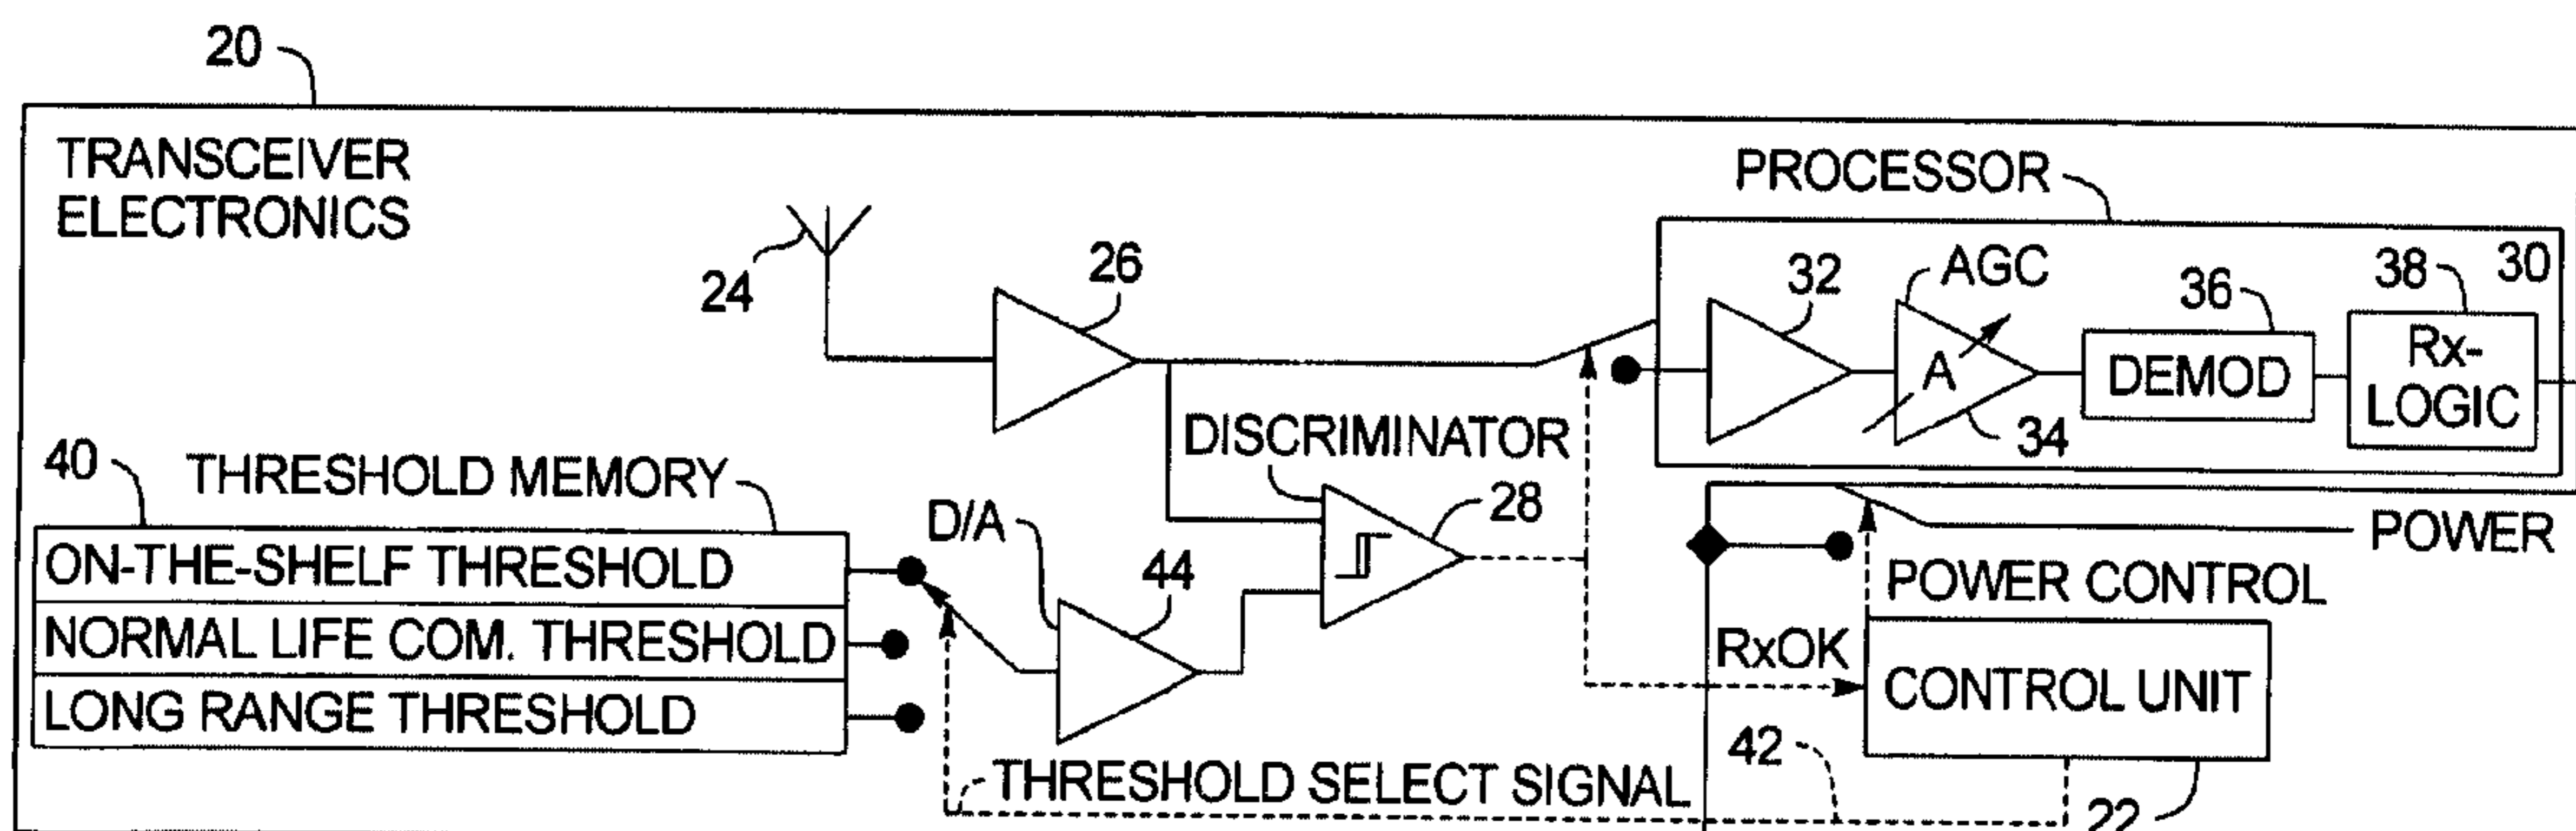 20
TRANSCEIVER
ELECTRONICS
PROCESSOR
24
26
32
AGC
A
34
36
DEMOD
38
Rx-
LOGIC
30
DISCRIMINATOR
28
40
THRESHOLD MEMORY
D/A
44
ON-THE-SHELF THRESHOLD
NORMAL LIFE COM. THRESHOLD
LONG RANGE THRESHOLD
POWER
POWER CONTROL
RxOK
CONTROL UNIT
THRESHOLD SELECT SIGNAL
42
22